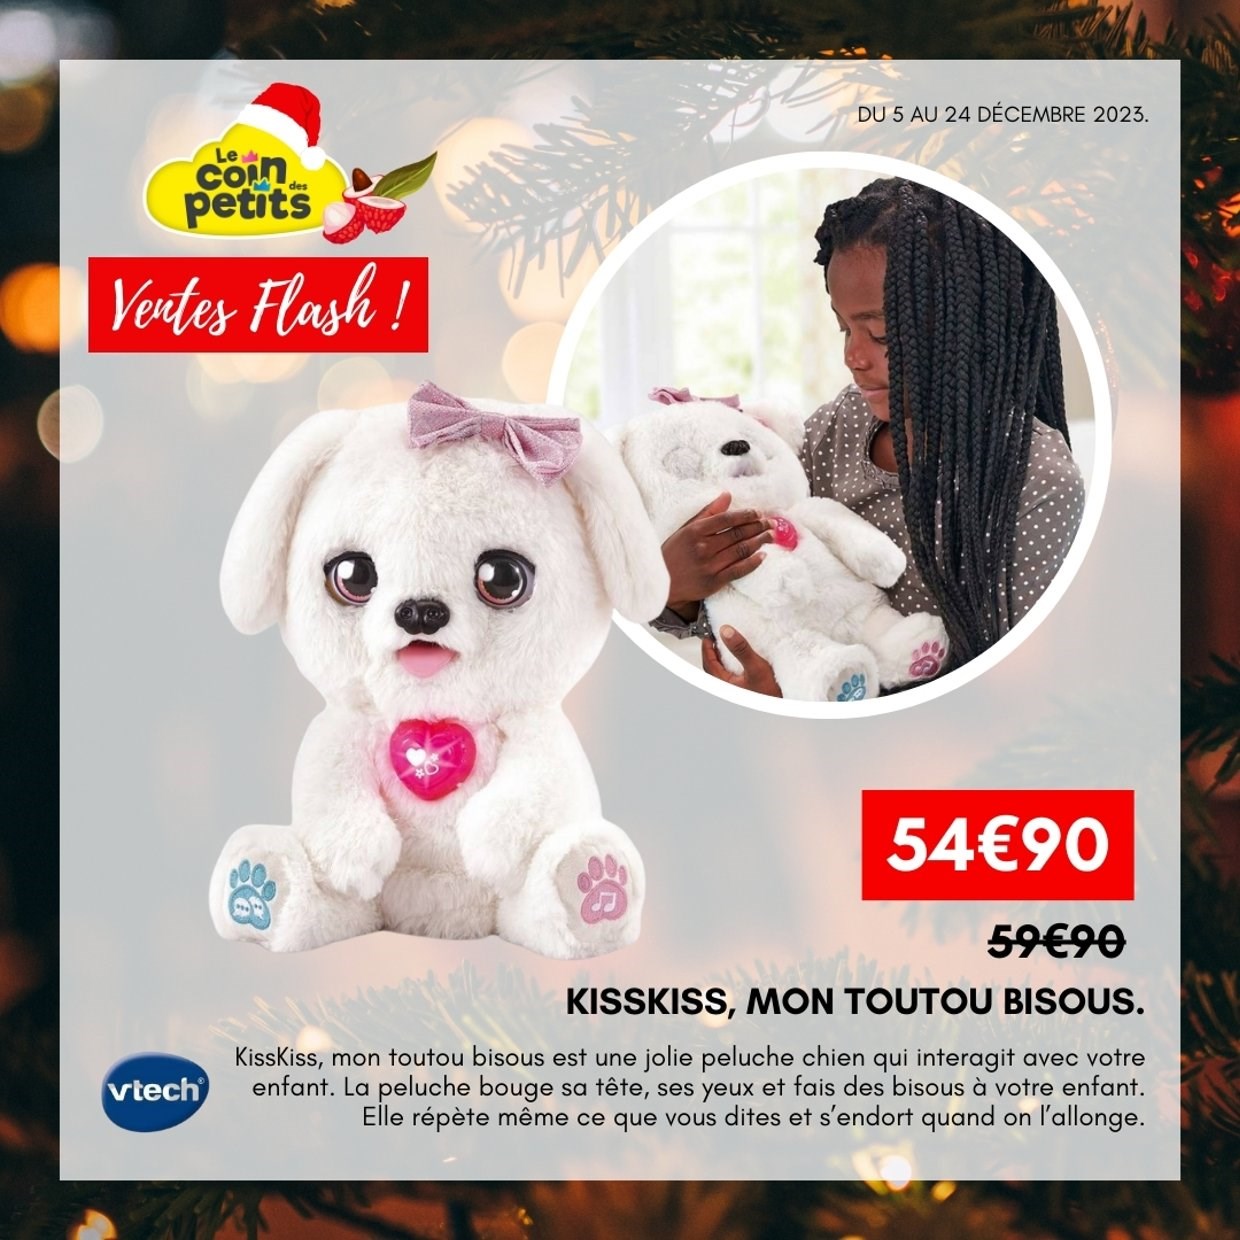 DU 5 AU 24 DÉCEMBRE 2023.
Le
coin
des
petits
Ventes Flash !
54€90
59€90
KISSKISS, MON TOUTOU BISOUS.
vtech®
KissKiss, mon toutou bisous est une jolie peluche chien qui interagit avec votre
enfant. La peluche bouge sa tête, ses yeux et fais des bisous à votre enfant.
Elle répète même ce que vous dites et s’endort quand on l’allonge.